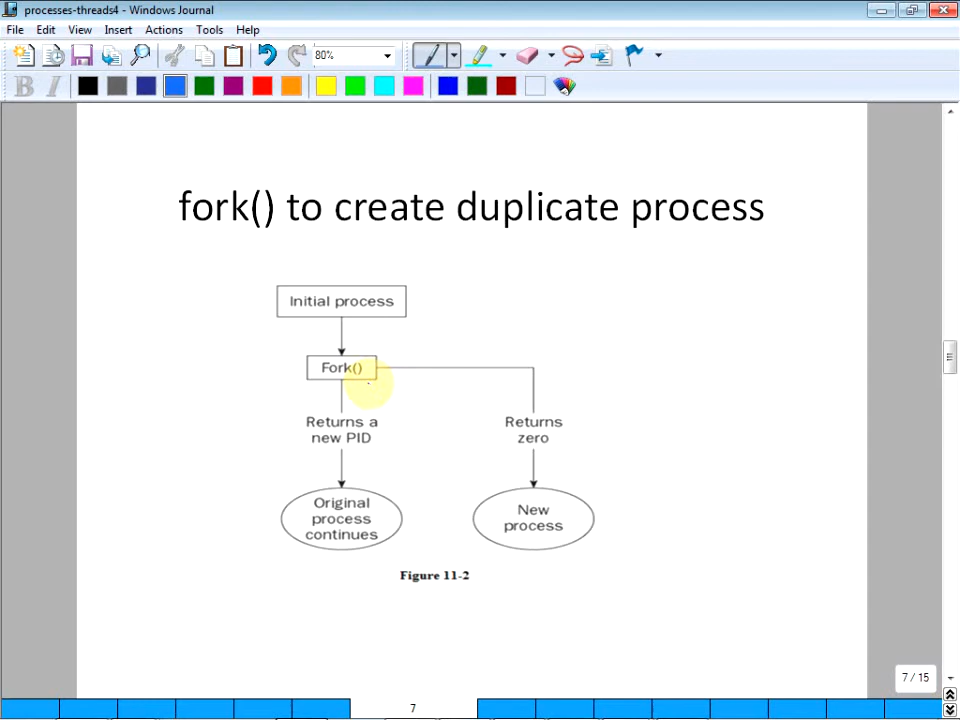 processes-threads4 - Windows Journal
File Edit View Insert Actions Tools Help
80%
B I
fork() to create duplicate process
Initial process
Fork()
Returns a
new PID
Returns
zero
Original
process
continues
New
process
Figure 11-2
7 / 15
7